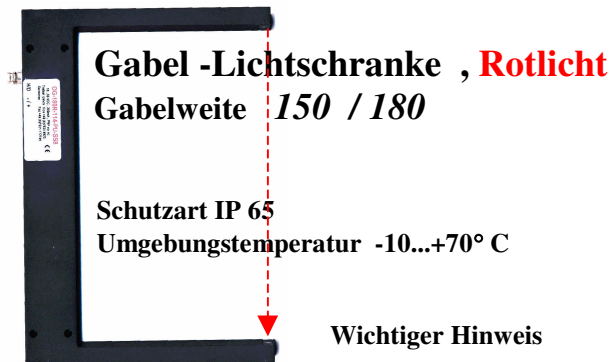 Gabel -Lichtschranke , Rotlicht
Gabelweite 150 / 180
Schutzart IP 65
Umgebungstemperatur -10...+70° C
Wichtiger Hinweis